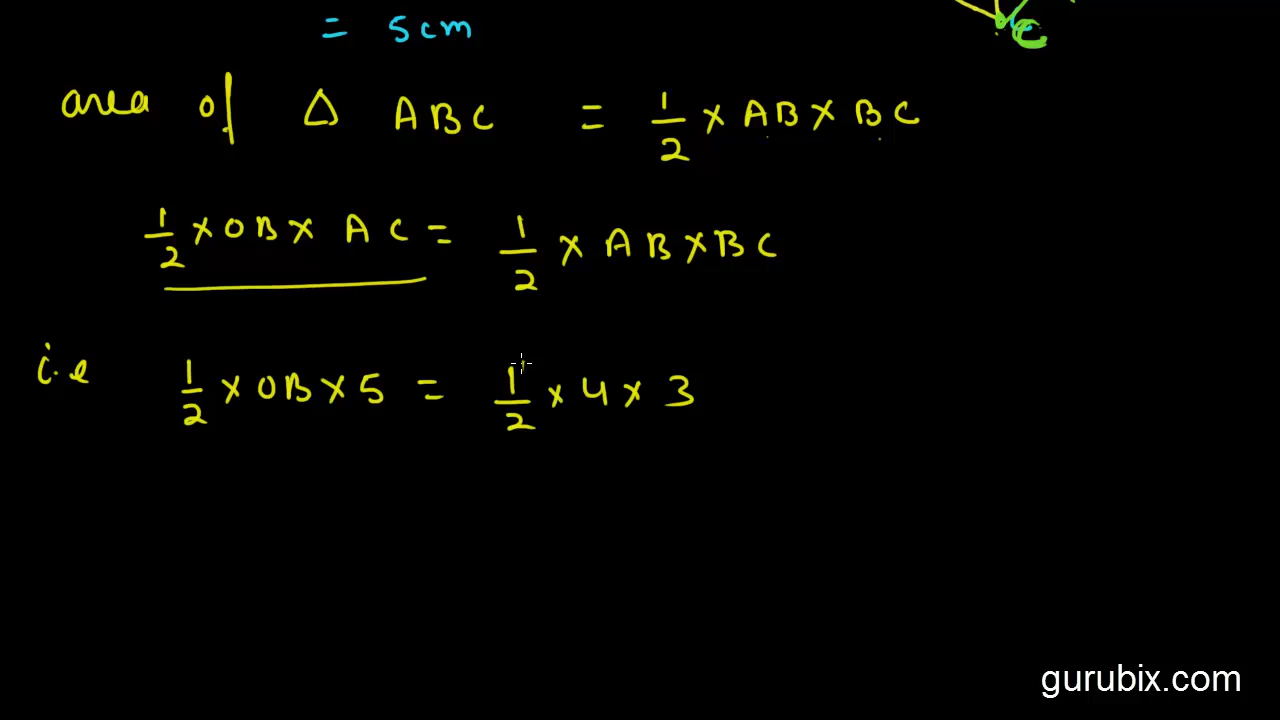 = 5cm
C
area of Δ ABC = 1/2 × AB × BC
1/2 × OB × AC = 1/2 × AB × BC
i.e 1/2 × OB × 5 = 1/2 × 4 × 3
gurubix.com